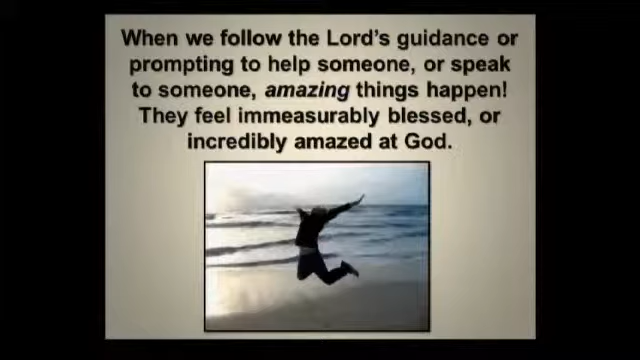 When we follow the Lord's guidance or
prompting to help someone, or speak
to someone, amazing things happen!
They feel immeasurably blessed, or
incredibly amazed at God.